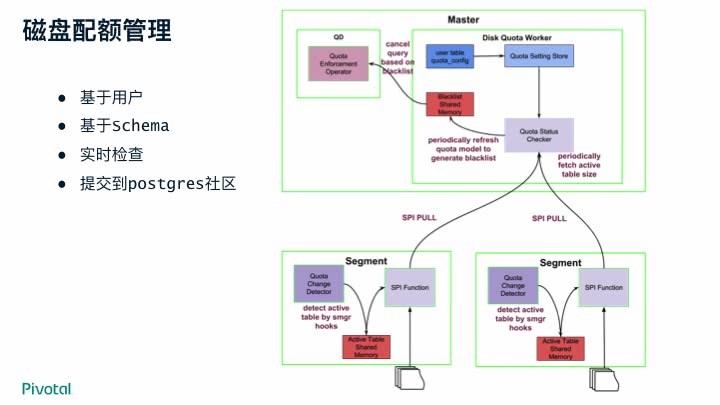 磁盘配额管理
● 基于用户
● 基于Schema
● 实时检查
● 提交到postgres社区
Master
QD
Quota
Enforcement
Operator
cancel
query
based on
blacklist
Disk Quota Worker
user table
quota_config
Quota Setting Store
Blacklist
Shared
Memory
Quota Status
Checker
periodically refresh
quota model to
generate blacklist
periodically
fetch active
table size
SPI PULL
SPI PULL
Segment
Quota
Change
Detector
SPI Function
detect active
table by smgr
hooks
Active Table
Shared
Memory
Segment
Quota
Change
Detector
SPI Function
detect active
table by smgr
hooks
Active Table
Shared
Memory
Pivotal